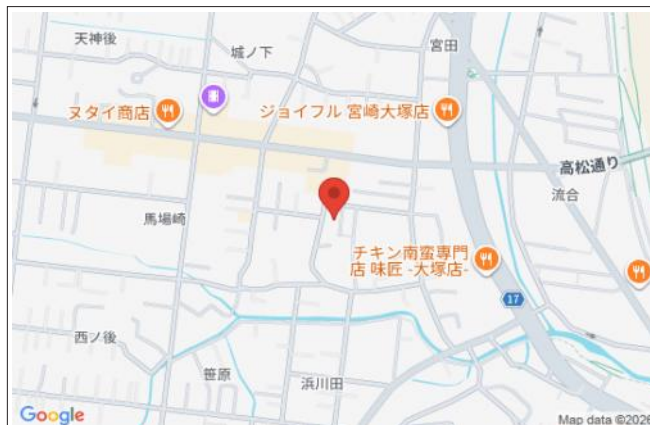 天神後
城ノ下
宮田
ヌタイ商店
ジョイフル 宮崎大塚店
高松通り
流合
馬場崎
チキン南蛮専門
店 味匠 -大塚店-
17
西ノ後
笹原
浜川田
Google
Map data ©2026